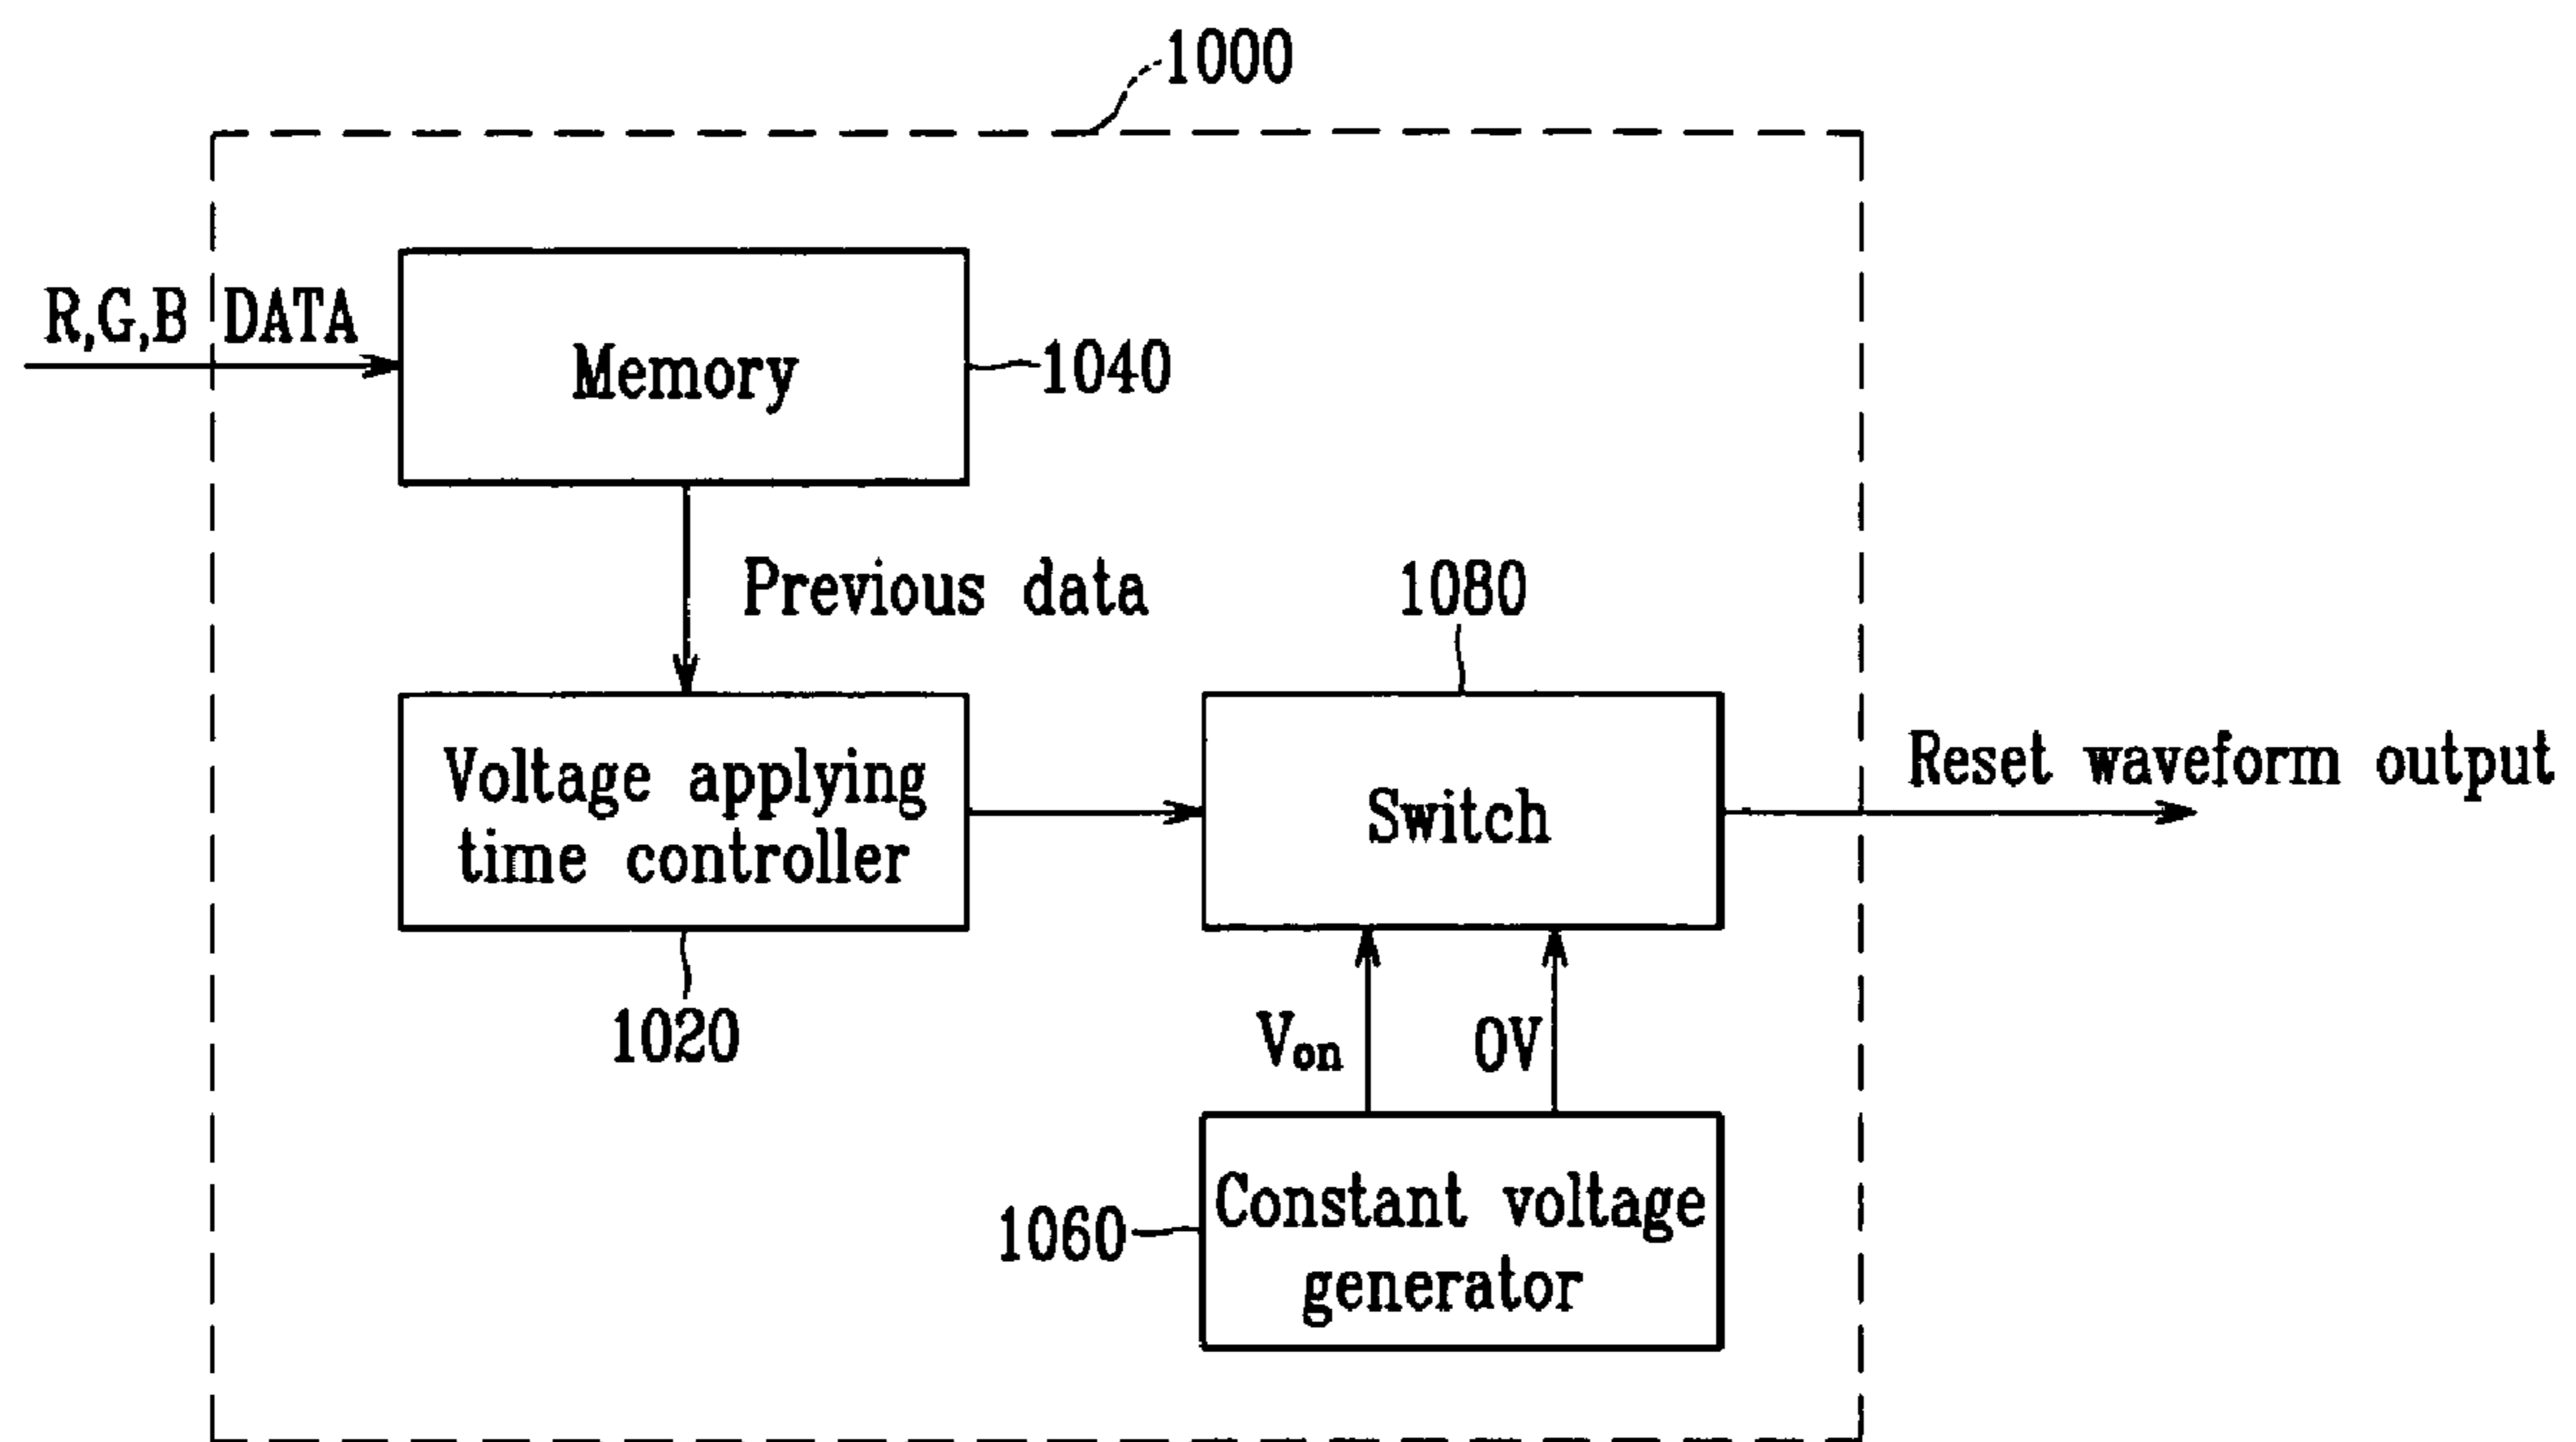 1000
R,G,B DATA
Memory
1040
Previous data
1080
Voltage applying
time controller
Switch
Reset waveform output
1020
Von
0V
1060
Constant voltage
generator